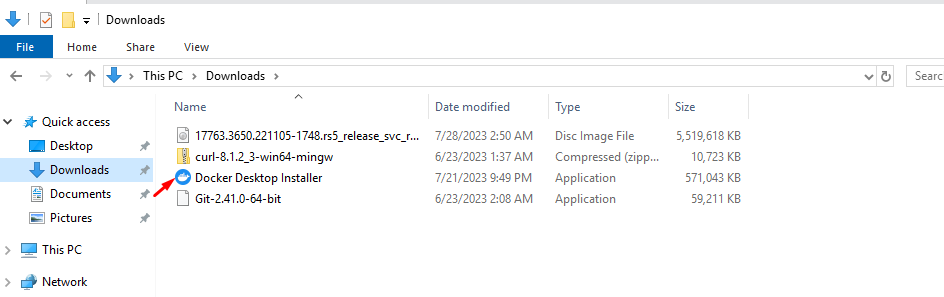 Downloads
File Home Share View
This PC Downloads Searc
Name Date modified Type Size
Quick access 17763.3650.221105-1748.rs5_release_svc_r... 7/28/2023 2:50 AM Disc Image File 5,519,618 KB
Desktop curl-8.1.2_3-win64-mingw 6/23/2023 1:37 AM Compressed (zipp... 10,723 KB
Downloads Docker Desktop Installer 7/21/2023 9:49 PM Application 571,043 KB
Documents Git-2.41.0-64-bit 6/23/2023 2:08 AM Application 59,211 KB
Pictures
This PC
Network